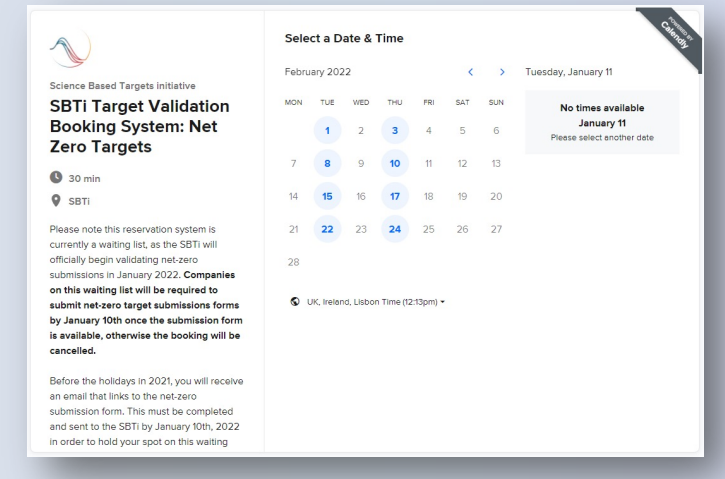 Science Based Targets initiative
SBTi Target Validation
Booking System: Net
Zero Targets
30 min
SBTi
Please note this reservation system is
currently a waiting list, as the SBTi will
officially begin validating net-zero
submissions in January 2022. Companies
on this waiting list will be required to
submit net-zero target submissions forms
by January 10th once the submission form
is available, otherwise the booking will be
cancelled.
Before the holidays in 2021, you will receive
an email that links to the net-zero
submission form. This must be completed
and sent to the SBTi by January 10th, 2022
in order to hold your spot on this waiting
Select a Date & Time
February 2022
MON TUE WED THU FRI SAT SUN
1 2 3 4 5 6
7 8 9 10 11 12 13
14 15 16 17 18 19 20
21 22 23 24 25 26 27
28
UK, Ireland, Lisbon Time (12:13pm)
Tuesday, January 11
No times available
January 11
Please select another date
POWERED BY
Calendly